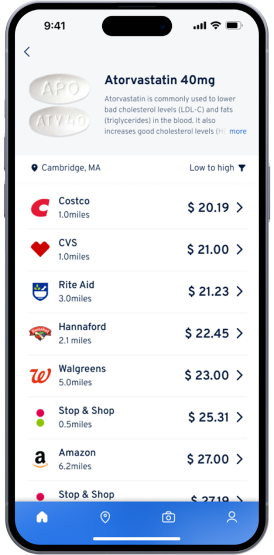 9:41
Atorvastatin 40mg
APO
ATV40
Atorvastatin is commonly used to lower
bad cholesterol levels (LDL-C) and fats
(triglycerides) in the blood. It also
increases good cholesterol levels (H more
Cambridge, MA Low to high
Costco
1.0miles
$ 20.19
CVS
1.0miles
$ 21.00
Rite Aid
3.0miles
$ 21.23
Hannaford
2.1 miles
$ 22.45
Walgreens
5.0miles
$ 23.00
Stop & Shop
0.5miles
$ 25.31
a
Amazon
6.2miles
$ 27.00
Stop & Shop
$ 27.19